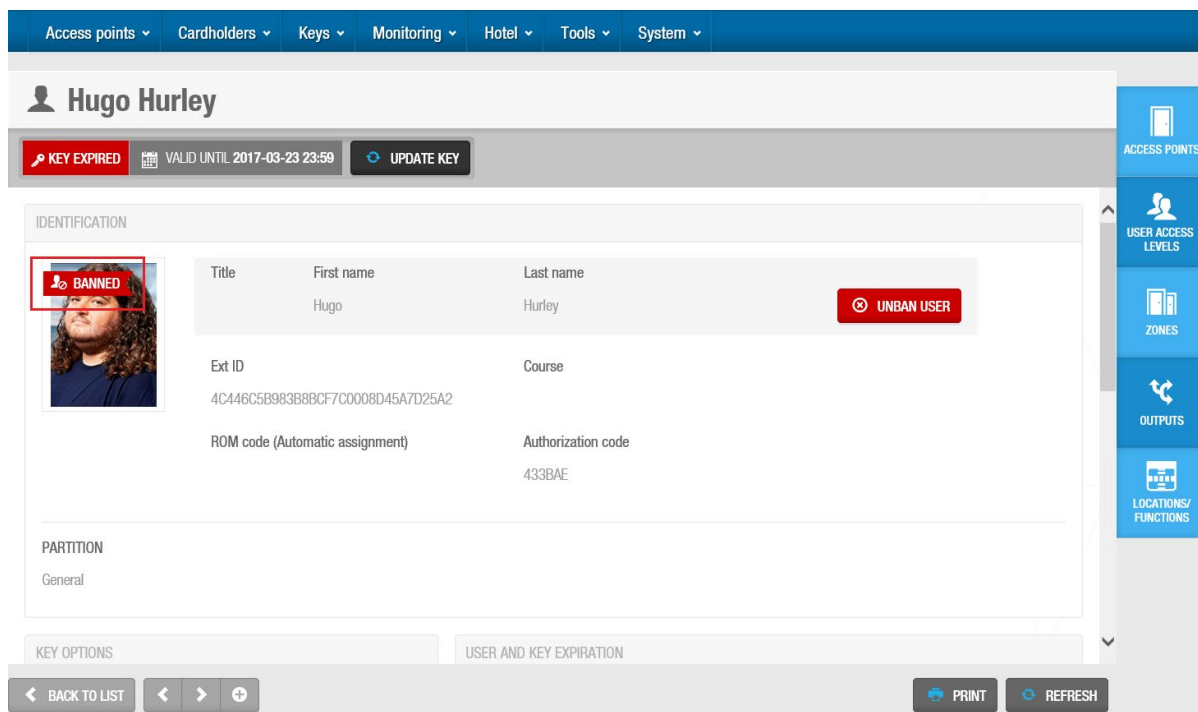 Access points Cardholders Keys Monitoring Hotel Tools System
Hugo Hurley
KEY EXPIRED VALID UNTIL 2017-03-23 23:59 UPDATE KEY
ACCESS POINTS
USER ACCESS
LEVELS
ZONES
OUTPUTS
LOCATIONS/
FUNCTIONS
IDENTIFICATION
BANNED
Title First name Last name
Hugo Hurley UNBAN USER
Ext ID Course
4C446C5B983B8BCF7C0008D45A7D25A2
ROM code (Automatic assignment) Authorization code
433BAE
PARTITION
General
KEY OPTIONS USER AND KEY EXPIRATION
BACK TO LIST PRINT REFRESH